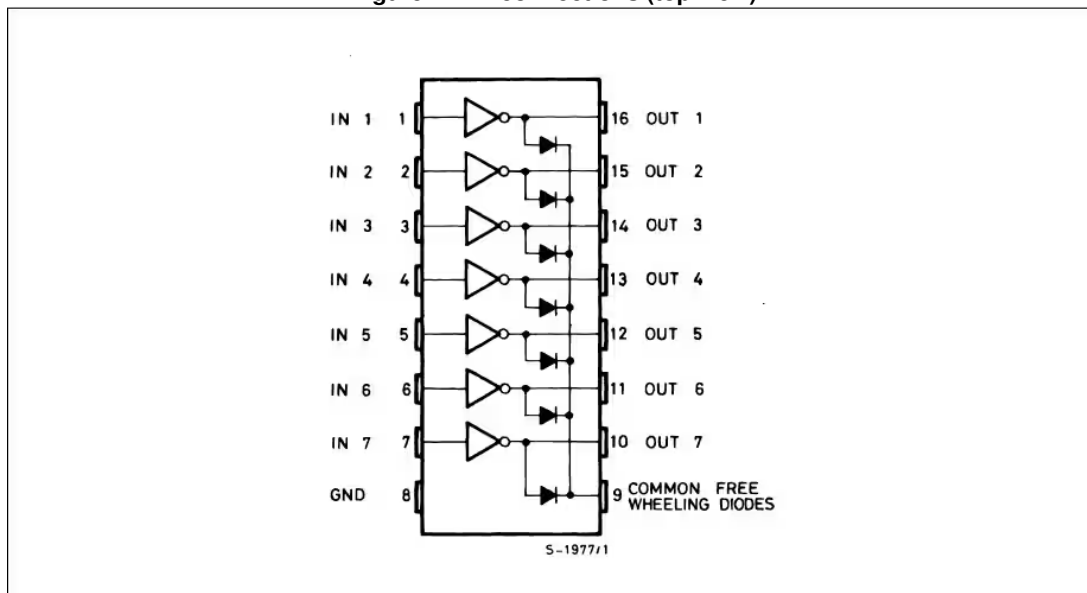 IN 1 1 16 OUT 1
IN 2 2 15 OUT 2
IN 3 3 14 OUT 3
IN 4 4 13 OUT 4
IN 5 5 12 OUT 5
IN 6 6 11 OUT 6
IN 7 7 10 OUT 7
GND 8 9 COMMON FREE
WHEELING DIODES
S-1977/1